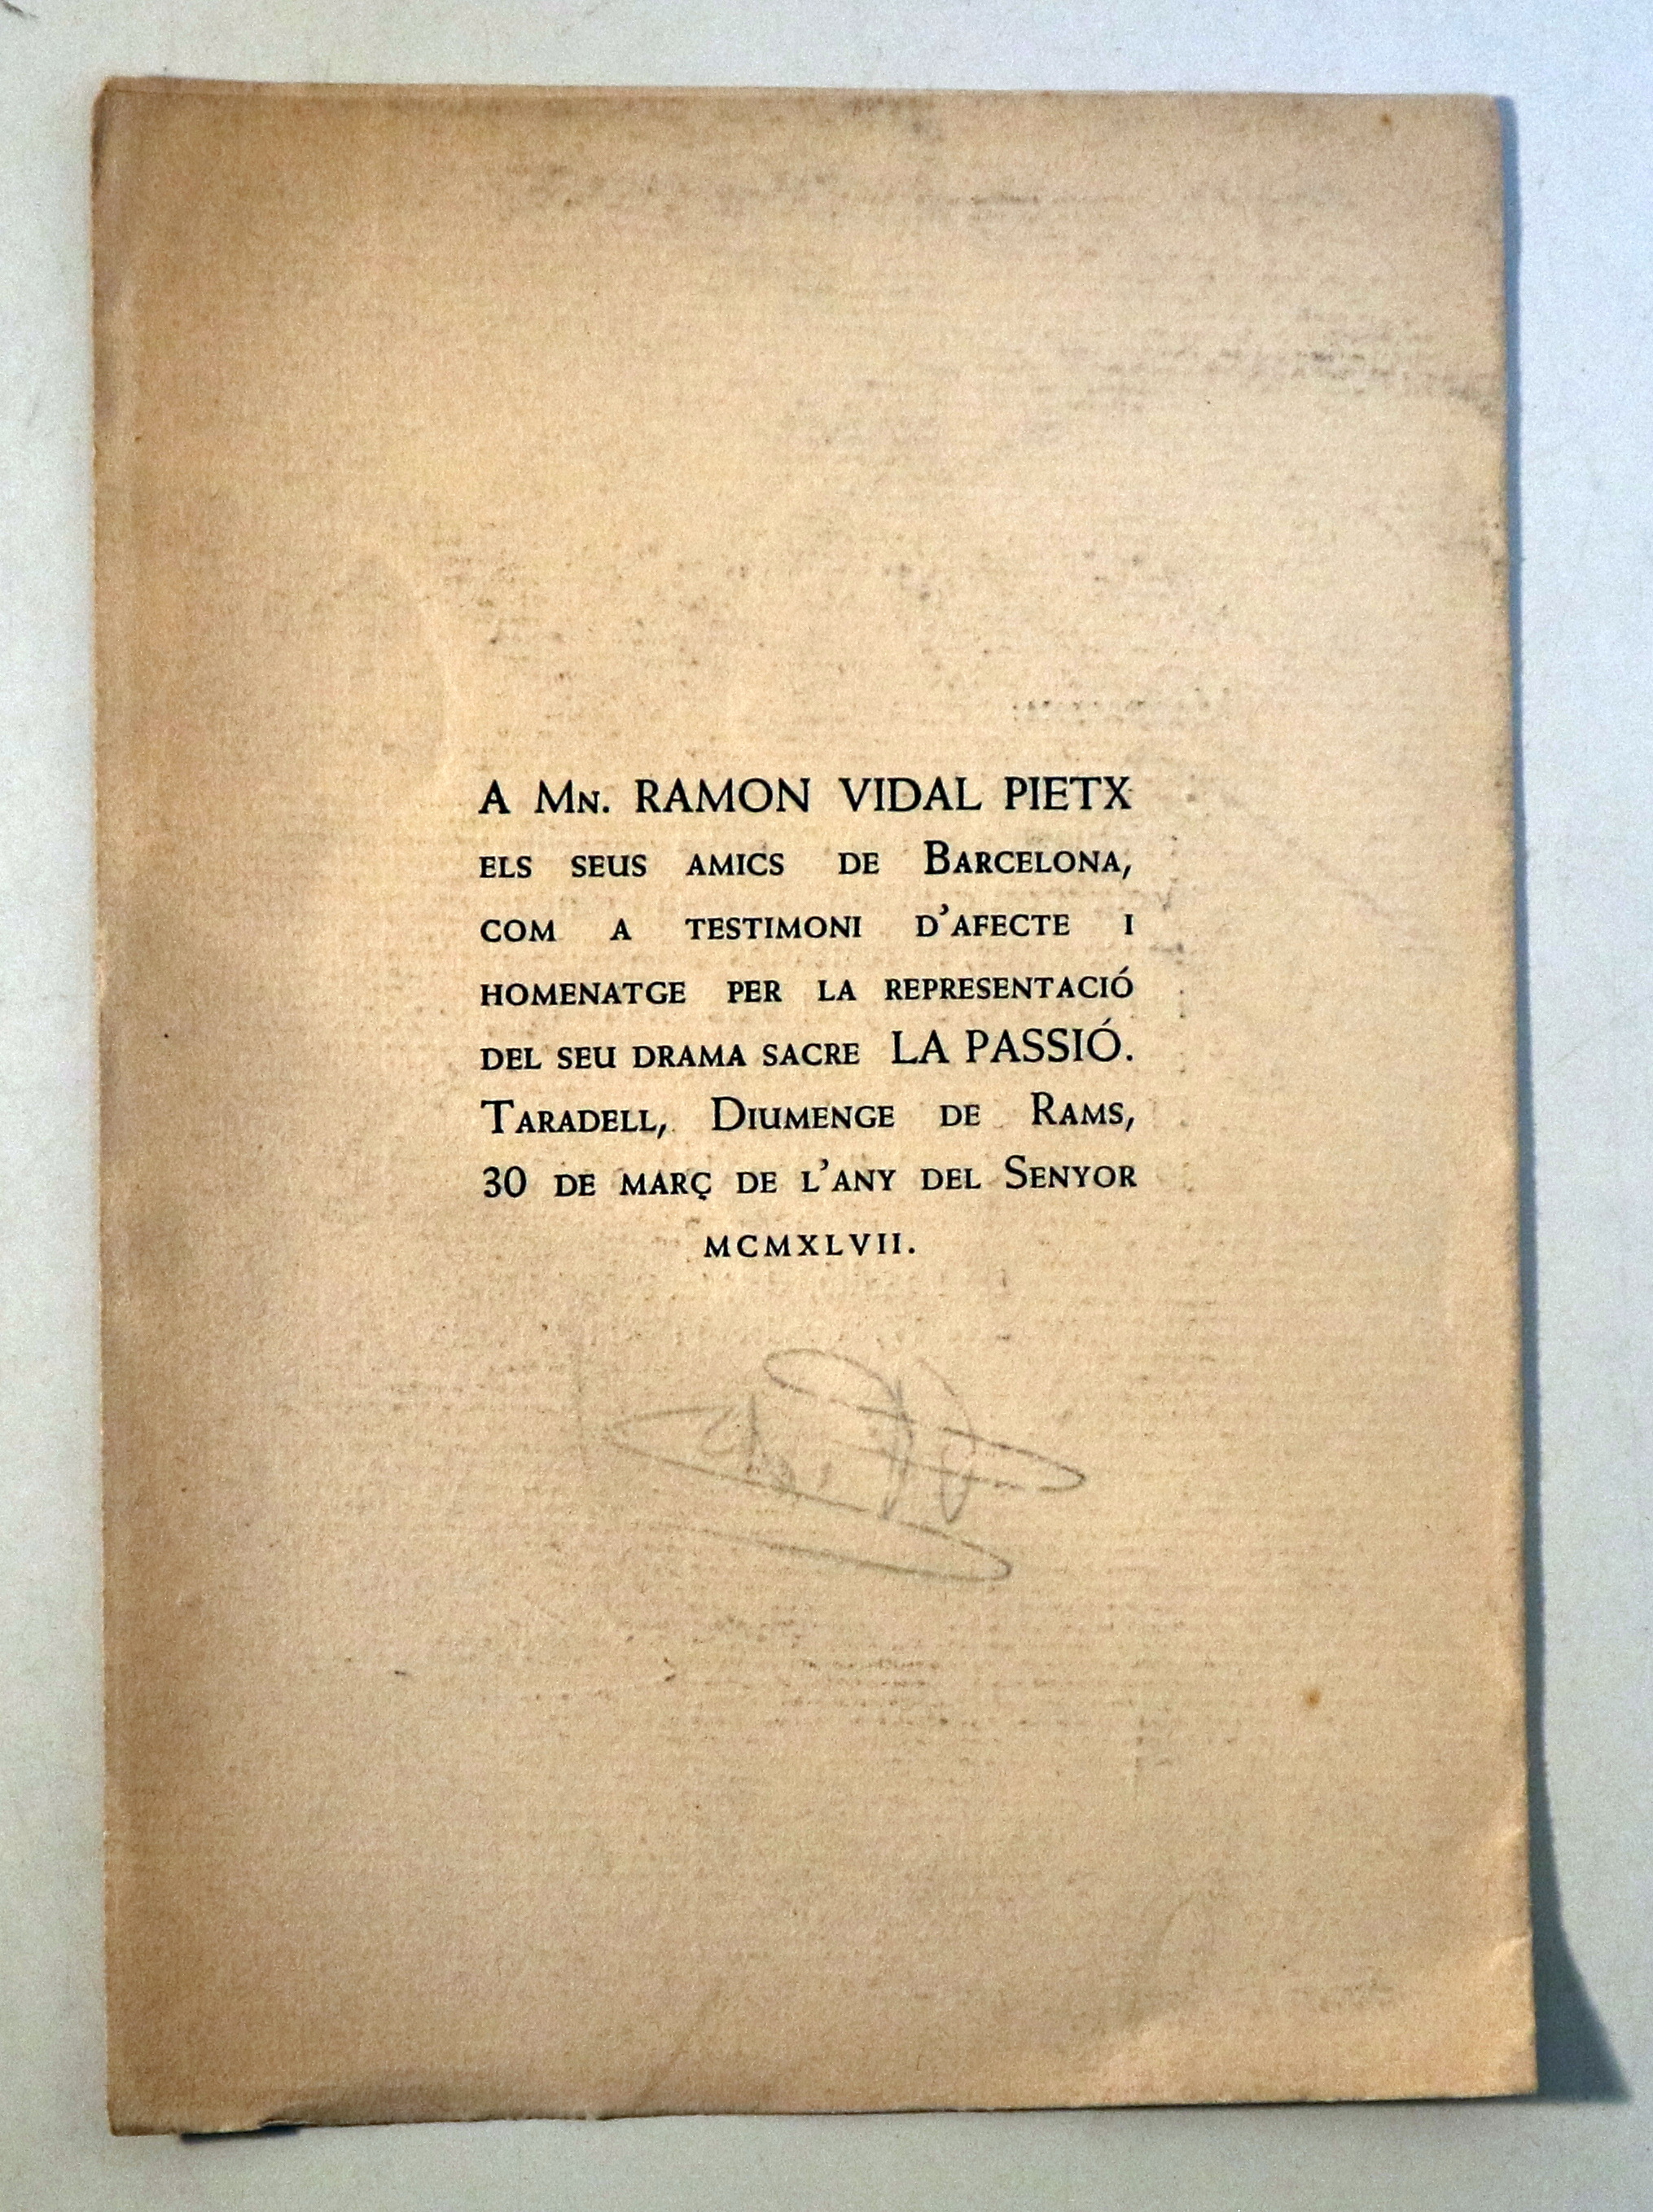 A Mn. RAMON VIDAL PIETX
ELS SEUS AMICS DE BARCELONA,
COM A TESTIMONI D'AFECTE I
HOMENATGE PER LA REPRESENTACIÓ
DEL SEU DRAMA SACRE LA PASSIÓ.
TARADELL, DIUMENGE DE RAMS,
30 DE MARÇ DE L'ANY DEL SENYOR
MCMXLVII.